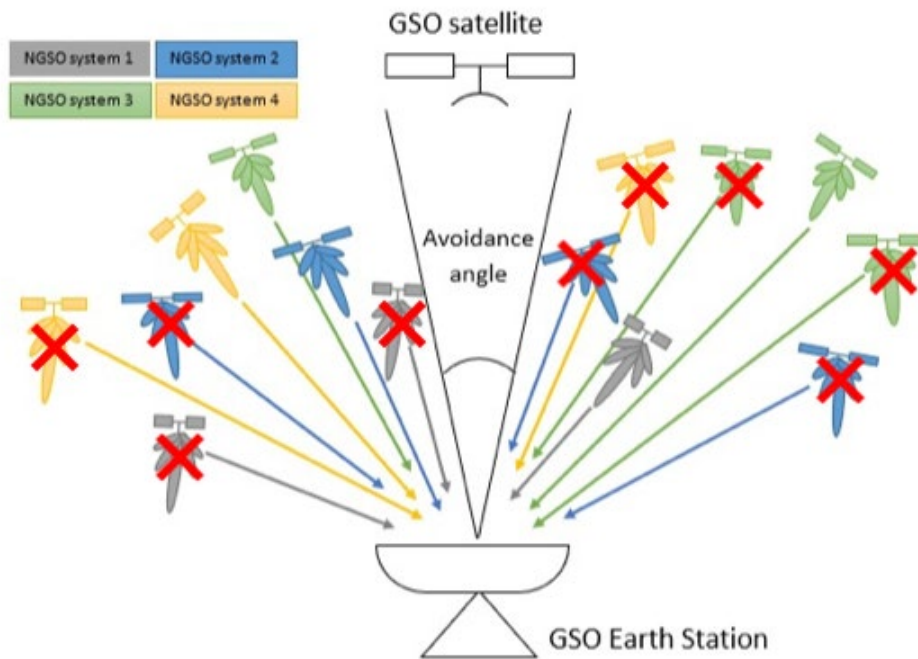 GSO satellite
NGSO system 1
NGSO system 2
NGSO system 3
NGSO system 4
Avoidance
angle
GSO Earth Station